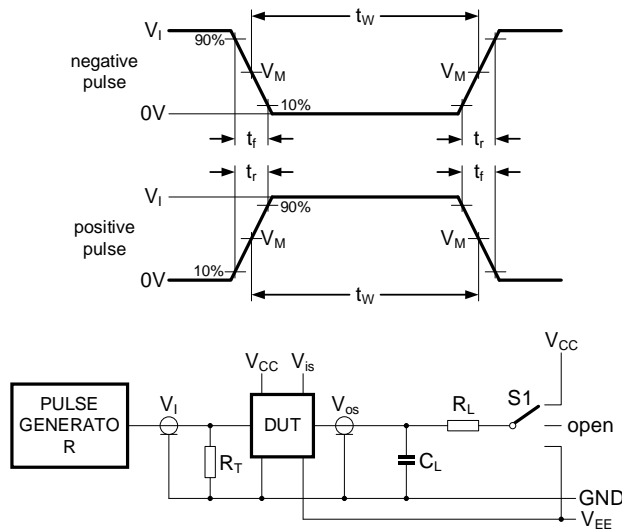 V_I
90%
t_W
negative
pulse
V_M
V_M
10%
0V
t_f
t_r
t_r
t_f
V_I
90%
positive
pulse
V_M
V_M
10%
0V
t_W
V_CC
V_is
V_CC
PULSE
GENERATO
R
V_I
DUT
V_os
R_L
S1
open
R_T
C_L
GND
V_EE